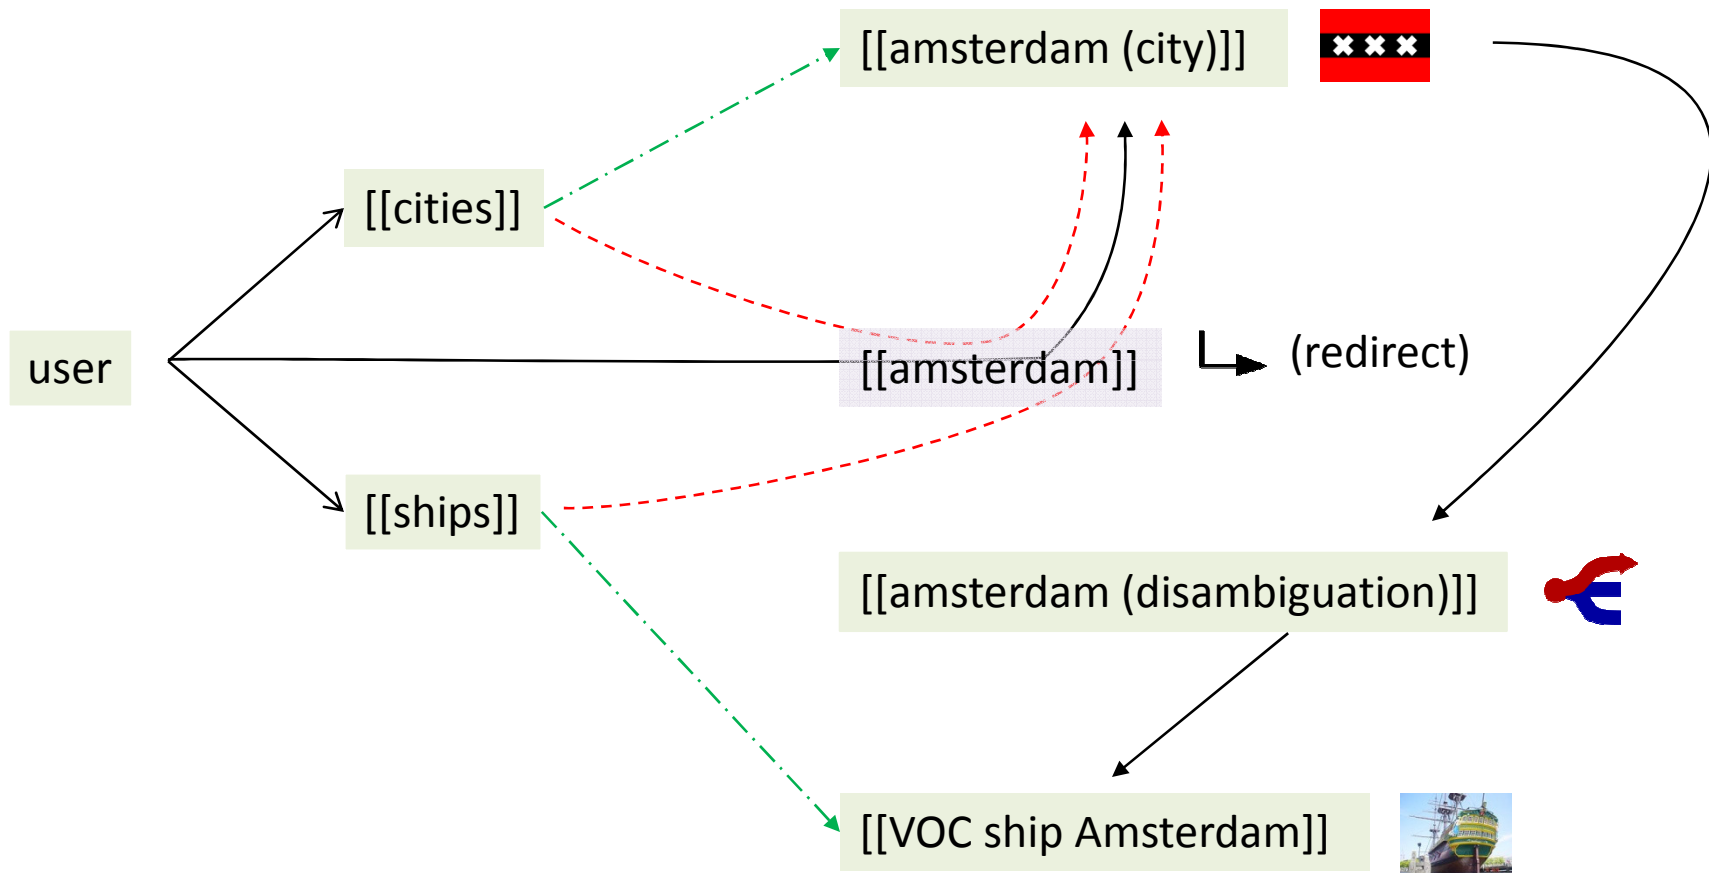 [[amsterdam (city)]]
[[cities]]
user
[[amsterdam]]
(redirect)
[[ships]]
[[amsterdam (disambiguation)]]
[[VOC ship Amsterdam]]